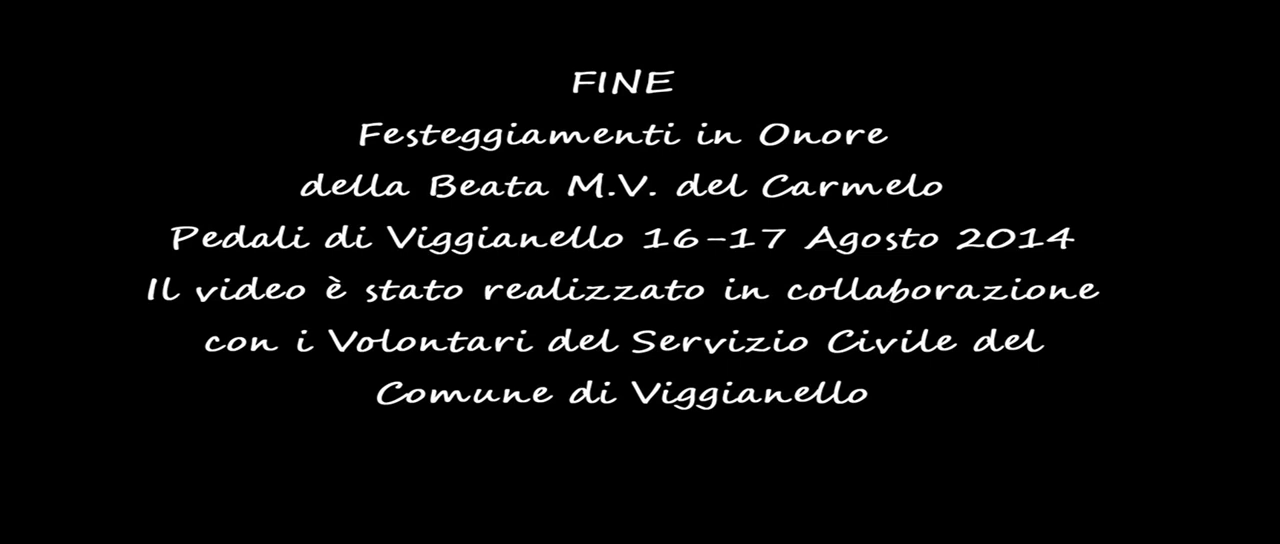 FINE
Festeggiamenti in Onore
della Beata M.V. del Carmelo
Pedali di Viggianello 16-17 Agosto 2014
Il video è stato realizzato in collaborazione
con i Volontari del Servizio Civile del
Comune di Viggianello